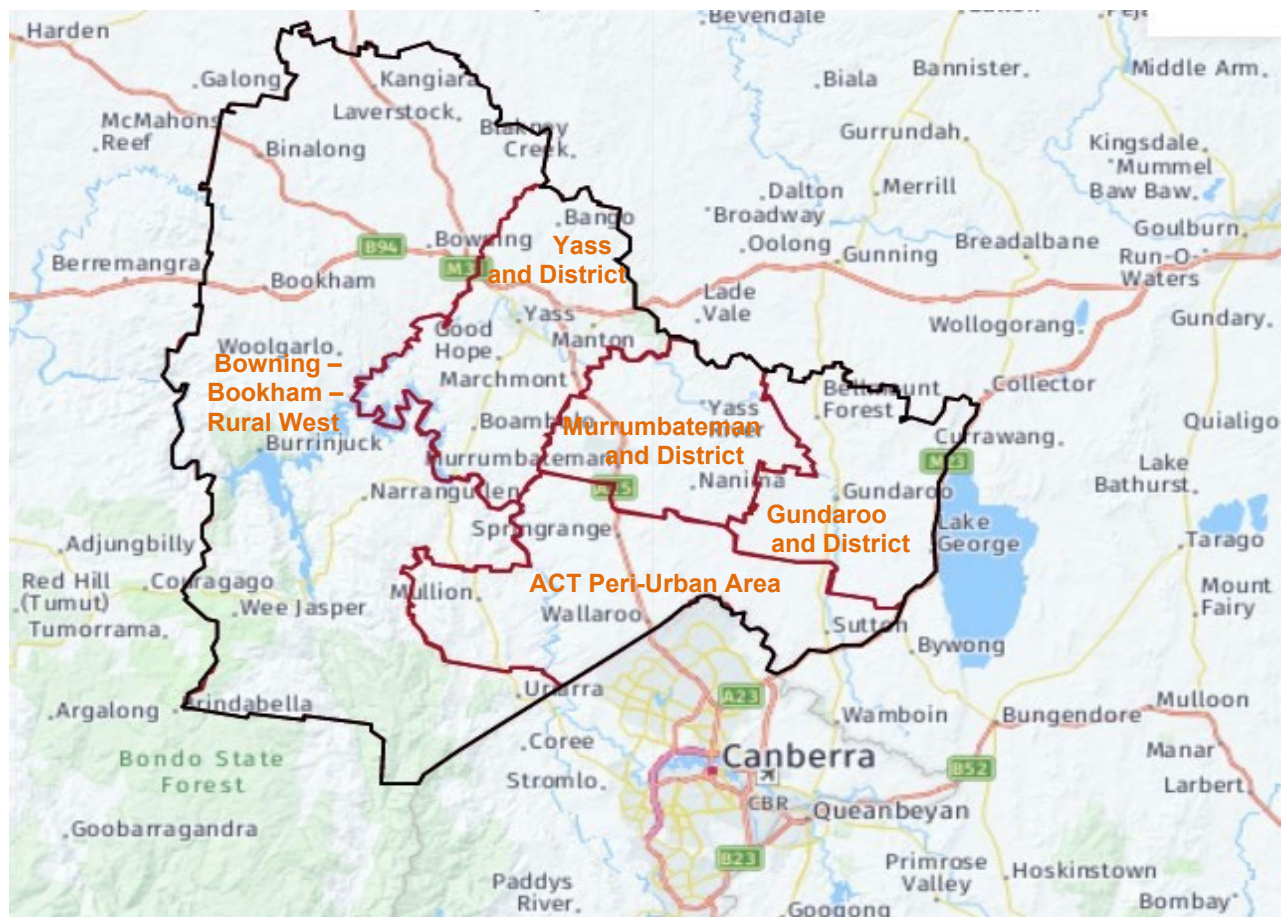 Harden
Bevendale
Galong
Kangiara
Biala
Bannister
Middle Arm
Laverstock
McMahons
Reef
Blakney
Creek
Gurrundah
Kingsdale
Binalong
Mummel
Baw Baw
Dalton
Merrill
Bango
Broadway
Goulburn
B94
Bowning
Yass
and District
Oolong
Gunning
Breadalbane
Run-O-
Waters
Berremangra
Bookham
Lade
Vale
Yass
Wollogorang
Gundary
Good
Hope
Manton
Woolgarlo
Bowning –
Bookham –
Rural West
Marchmont
Collector
Forest
Yass
River
Quialigo
Murrumbateman
and District
Burrinjuck
Murrumbateman
Currawang
M23
Lake
Bathurst
Narrangullen
Nanima
Gundaroo
Gundaroo
and District
Springrange
Lake
George
Adjungbilly
Tarago
Red Hill
(Tumut)
Couragago
Mullion
ACT Peri-Urban Area
Mount
Fairy
Wee Jasper
Wallaroo
Tumorrama
Sutton
Bywong
Uriarra
Brindabella
A23
Mulloon
Argalong
Wamboin
Bungendore
Coree
Canberra
Manar
Bondo State
Forest
Stromlo
B52
Larbert
CBR
Queanbeyan
Goobarragandra
B23
Primrose
Valley
Hoskinstown
Paddys
River
Googong
Bombay